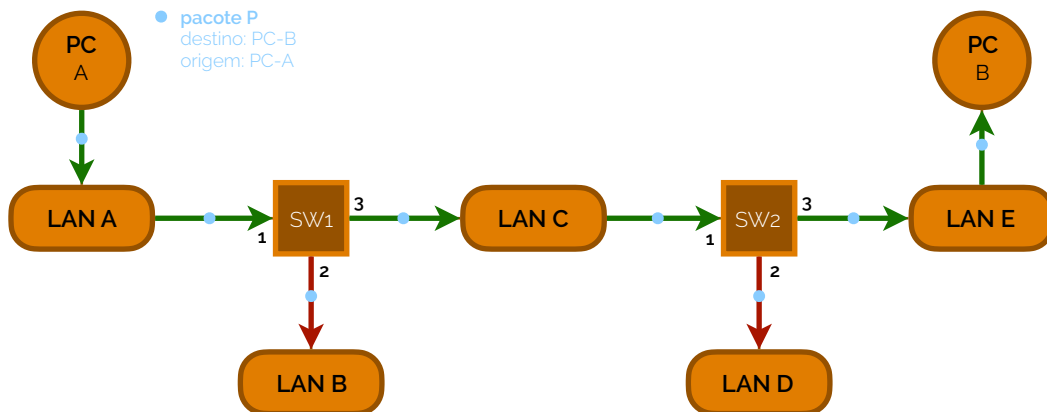 PC
A
pacote P
destino: PC-B
origem: PC-A
PC
B
LAN A
1
SW1
3
2
LAN C
1
SW2
3
2
LAN E
LAN B
LAN D